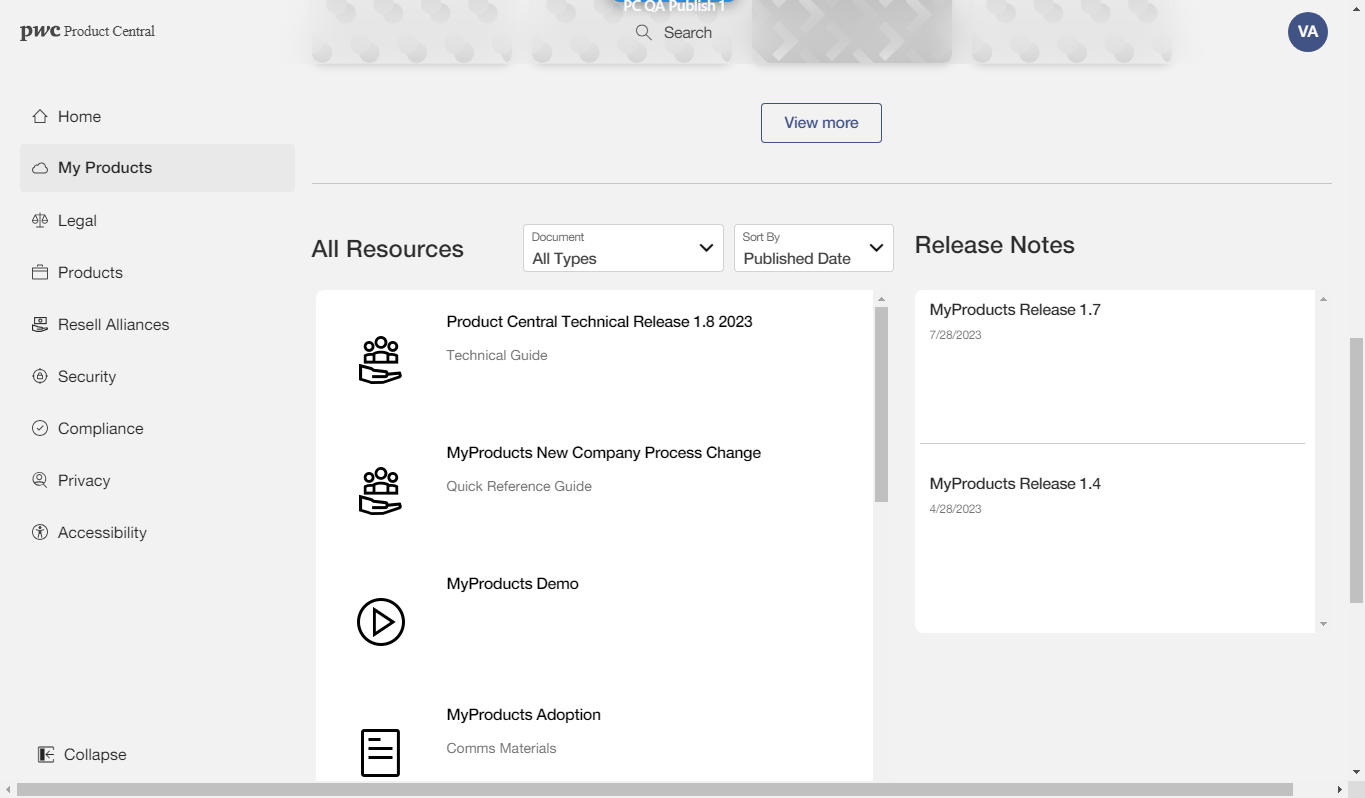 PC QA Publish 1
pwc Product Central
Search
VA
Home
My Products
Legal
Products
Resell Alliances
Security
Compliance
Privacy
Accessibility
Collapse
View more
All Resources
Document
All Types
Sort By
Published Date
Product Central Technical Release 1.8 2023
Technical Guide
MyProducts New Company Process Change
Quick Reference Guide
MyProducts Demo
MyProducts Adoption
Comms Materials
Release Notes
MyProducts Release 1.7
7/28/2023
MyProducts Release 1.4
4/28/2023